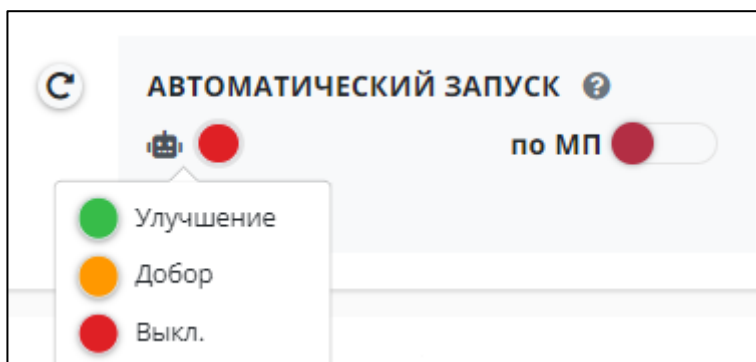 АВТОМАТИЧЕСКИЙ ЗАПУСК ?
по МП
Улучшение
Добор
Выкл.